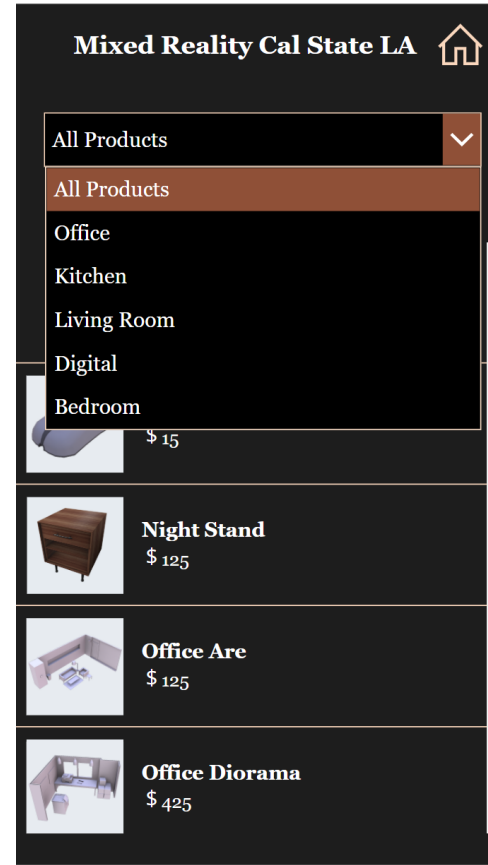 Mixed Reality Cal State LA
All Products
All Products
Office
Kitchen
Living Room
Digital
Bedroom
$ 15
Night Stand
$ 125
Office Are
$ 125
Office Diorama
$ 425